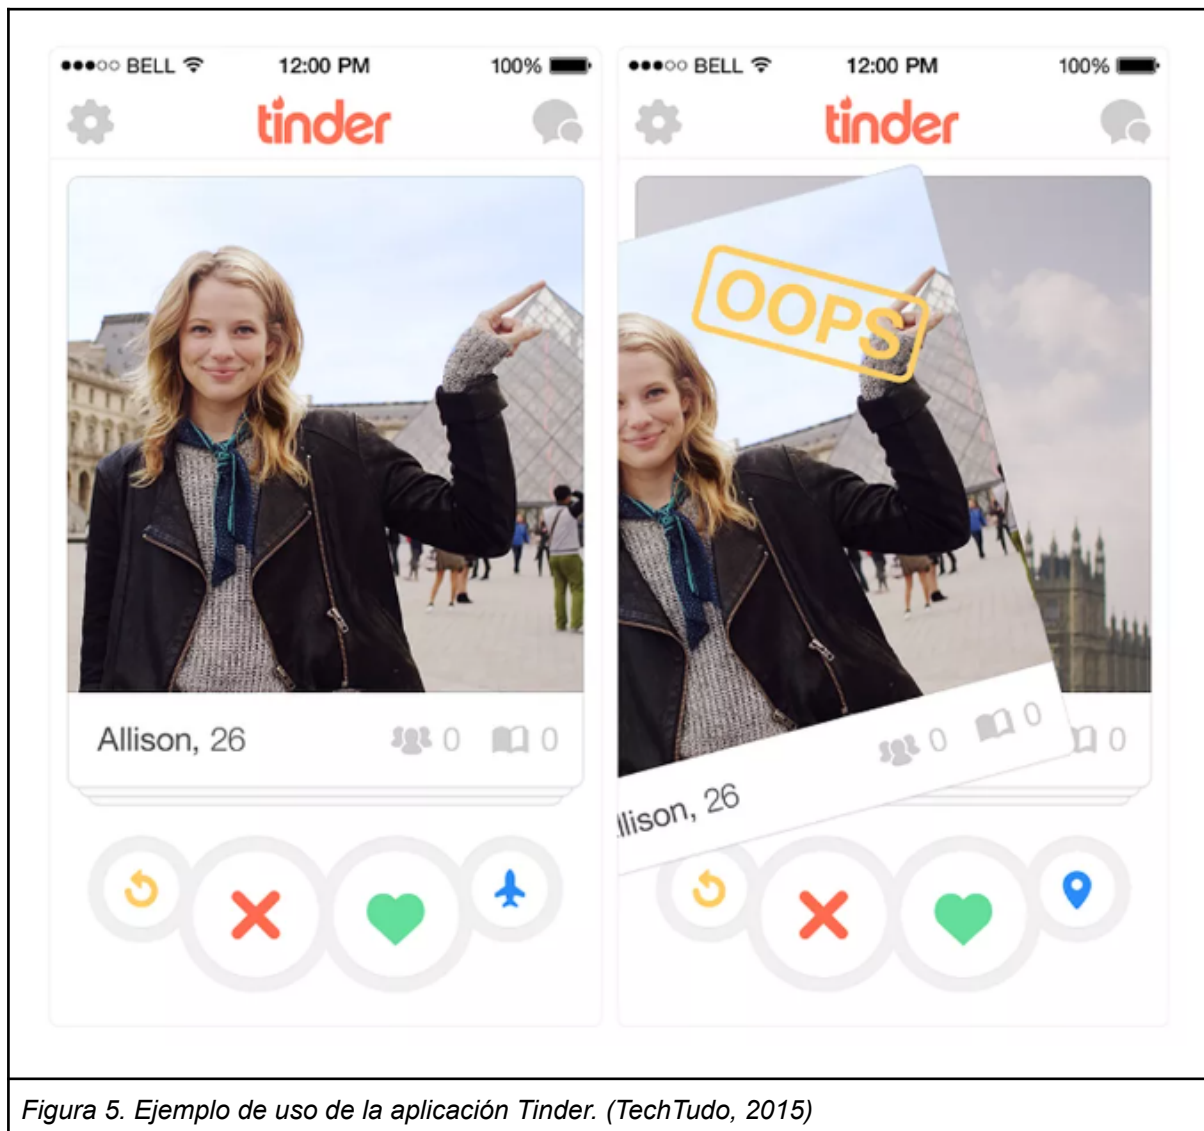 BELL 12:00 PM 100%
tinder
Allison, 26 0 0
BELL 12:00 PM 100%
tinder
OOPS
0 0 0
llison, 26
Figura 5. Ejemplo de uso de la aplicación Tinder. (TechTudo, 2015)